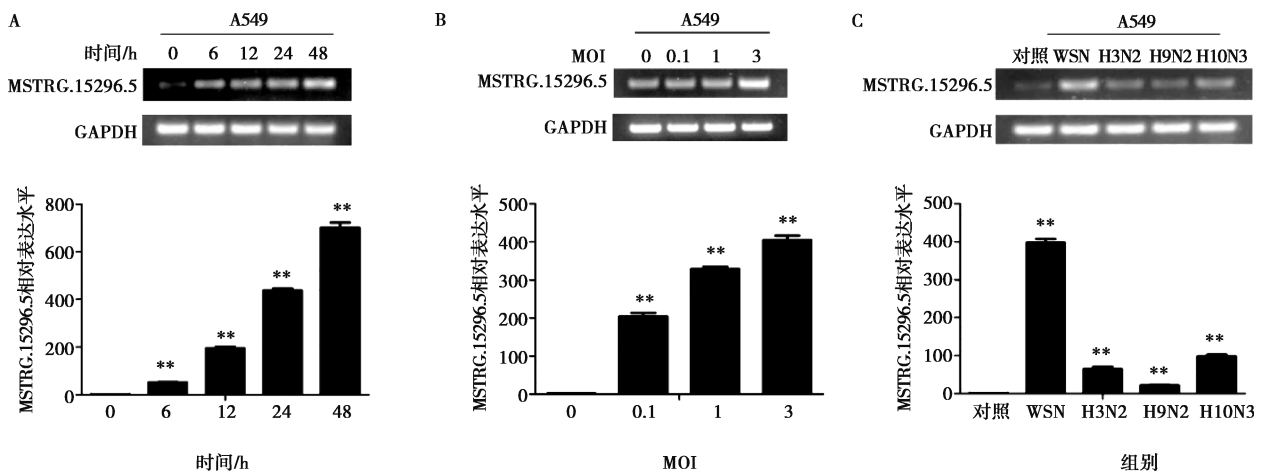 A
A549
时间/h 0 6 12 24 48
MSTRG.15296.5
GAPDH
MSTRG.15296.5相对表达水平
800
600
400
200
0
** ** ** **
0 6 12 24 48
时间/h
B
A549
MOI 0 0.1 1 3
MSTRG.15296.5
GAPDH
MSTRG.15296.5相对表达水平
500
400
300
200
100
0
** ** **
0 0.1 1 3
MOI
C
A549
对照 WSN H3N2 H9N2 H10N3
MSTRG.15296.5
GAPDH
MSTRG.15296.5相对表达水平
500
400
300
200
100
0
** ** ** **
对照 WSN H3N2 H9N2 H10N3
组别